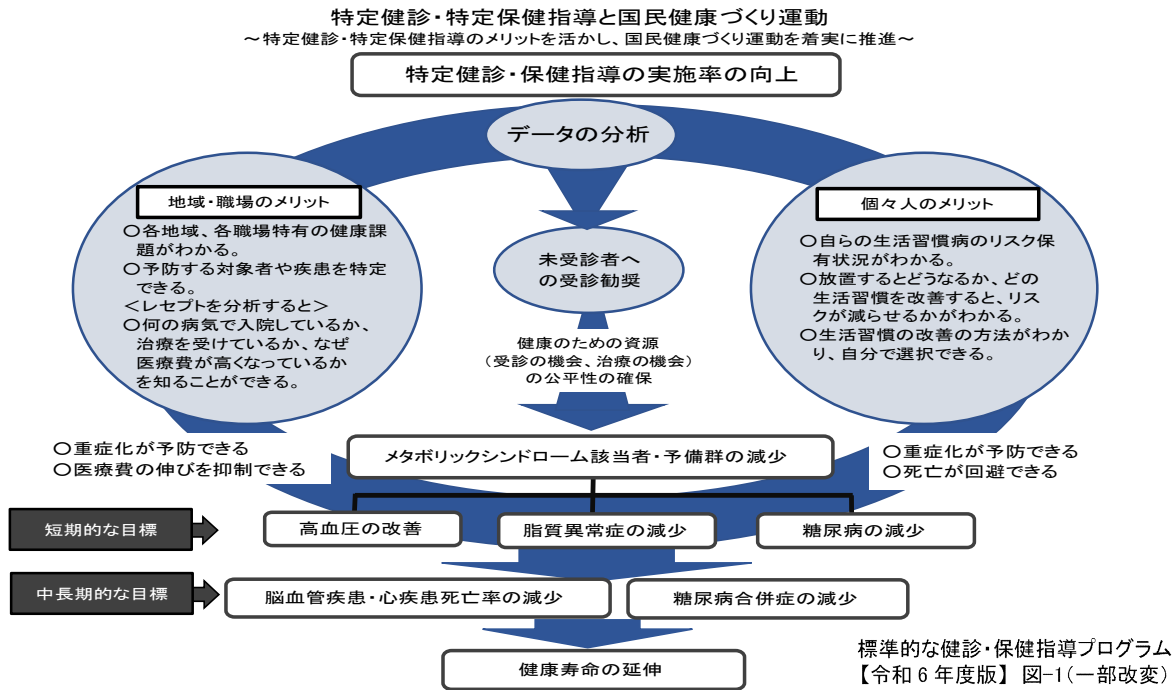 特定健診・特定保健指導と国民健康づくり運動
～特定健診・特定保健指導のメリットを活かし、国民健康づくり運動を着実に推進～
特定健診・保健指導の実施率の向上
データの分析
地域・職場のメリット
〇各地域、各職場特有の健康課
題がわかる。
〇予防する対象者や疾患を特定
できる。
＜レセプトを分析すると＞
〇何の病気で入院しているか、
治療を受けているか、なぜ
医療費が高くなっているか
を知ることができる。
未受診者へ
の受診勧奨
個々人のメリット
〇自らの生活習慣病のリスク保
有状況がわかる。
〇放置するとどうなるか、どの
生活習慣を改善すると、リス
クが減らせるかがわかる。
〇生活習慣の改善の方法がわか
り、自分で選択できる。
健康のための資源
（受診の機会、治療の機会）
の公平性の確保
〇重症化が予防できる
〇医療費の伸びを抑制できる
メタボリックシンドローム該当者・予備群の減少
〇重症化が予防できる
〇死亡が回避できる
短期的な目標
高血圧の改善
脂質異常症の減少
糖尿病の減少
中長期的な目標
脳血管疾患・心疾患死亡率の減少
糖尿病合併症の減少
健康寿命の延伸
標準的な健診・保健指導プログラム
【令和6年度版】 図-1(一部改変)